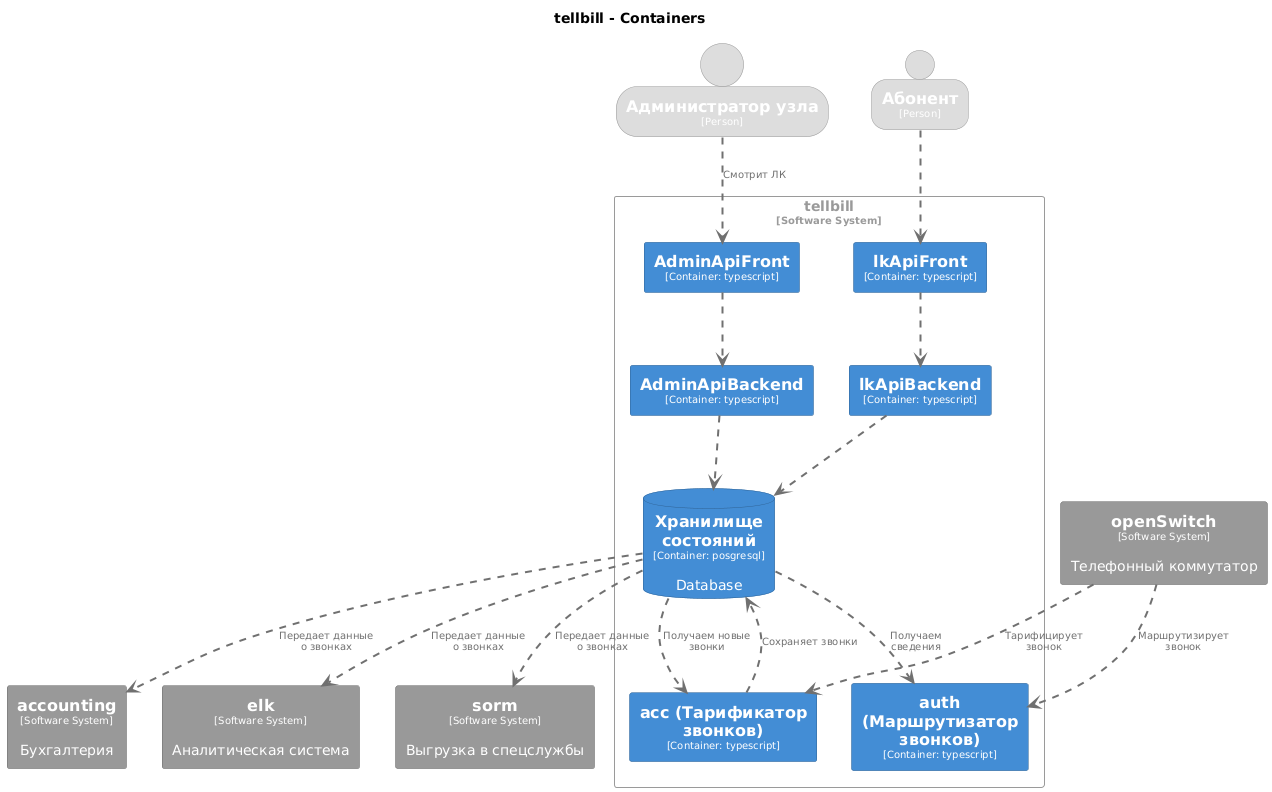 tellbill - Containers
Администратор узла
[Person]
Абонент
[Person]
Смотрит ЛК
tellbill
[Software System]
AdminApiFront
[Container: typescript]
lkApiFront
[Container: typescript]
AdminApiBackend
[Container: typescript]
lkApiBackend
[Container: typescript]
Хранилище
состояний
[Container: posgresql]
Database
openSwitch
[Software System]
Телефонный коммутатор
Передает данные
о звонках
Передает данные
о звонках
Передает данные
о звонках
Получаем новые
звонки
Сохраняет звонки
Получаем
сведения
Тарифицирует
звонок
Маршрутизирует
звонок
accounting
[Software System]
Бухгалтерия
elk
[Software System]
Аналитическая система
sorm
[Software System]
Выгрузка в спецслужбы
acc (Тарификатор
звонков)
[Container: typescript]
auth
(Маршрутизатор
звонков)
[Container: typescript]